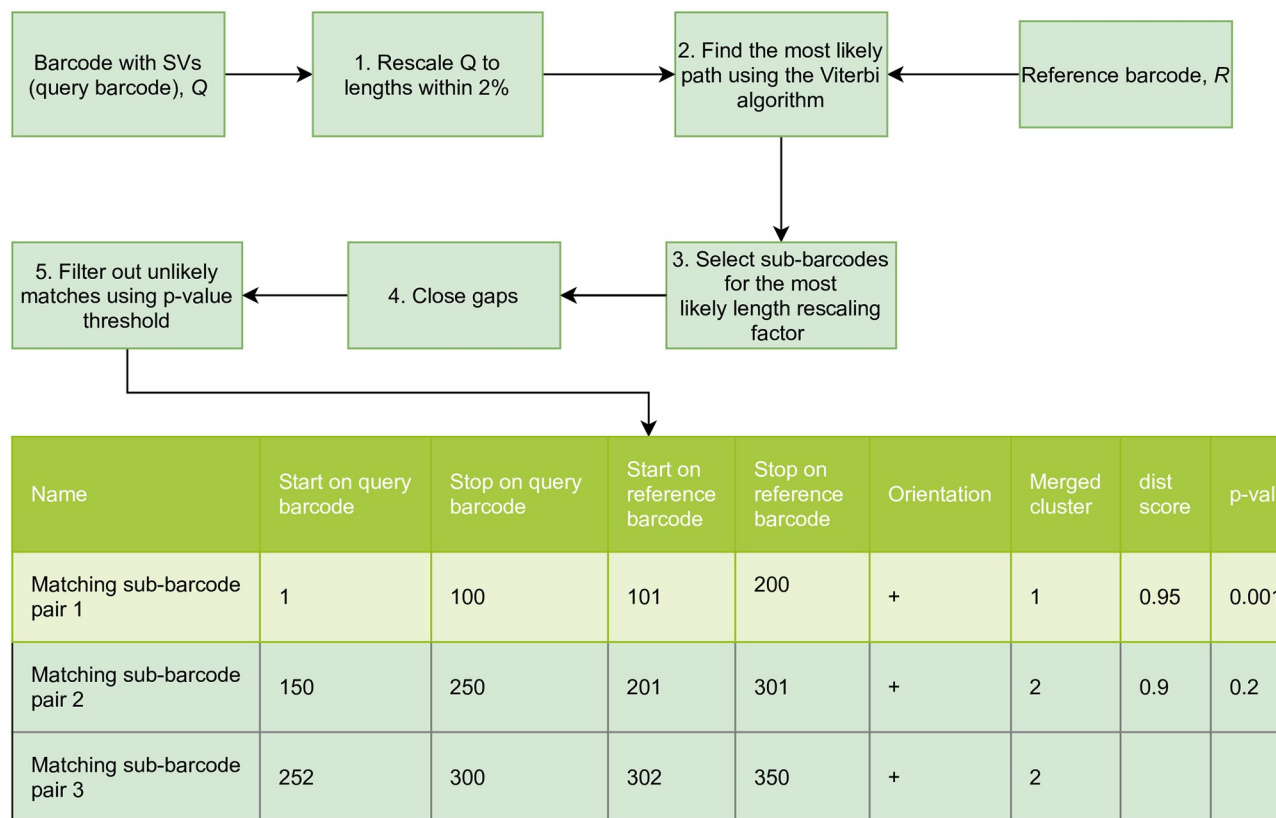 Barcode with SVs
(query barcode), Q
1. Rescale Q to
lengths within 2%
2. Find the most likely
path using the Viterbi
algorithm
Reference barcode, R
3. Select sub-barcodes
for the most
likely length rescaling
factor
4. Close gaps
5. Filter out unlikely
matches using p-value
threshold
Name
Start on query
barcode
Stop on query
barcode
Start on
reference
barcode
Stop on
reference
barcode
Orientation
Merged
cluster
dist
score
p-val
Matching sub-barcode
pair 1
1
100
101
200
+
1
0.95
0.001
Matching sub-barcode
pair 2
150
250
201
301
+
2
0.9
0.2
Matching sub-barcode
pair 3
252
300
302
350
+
2